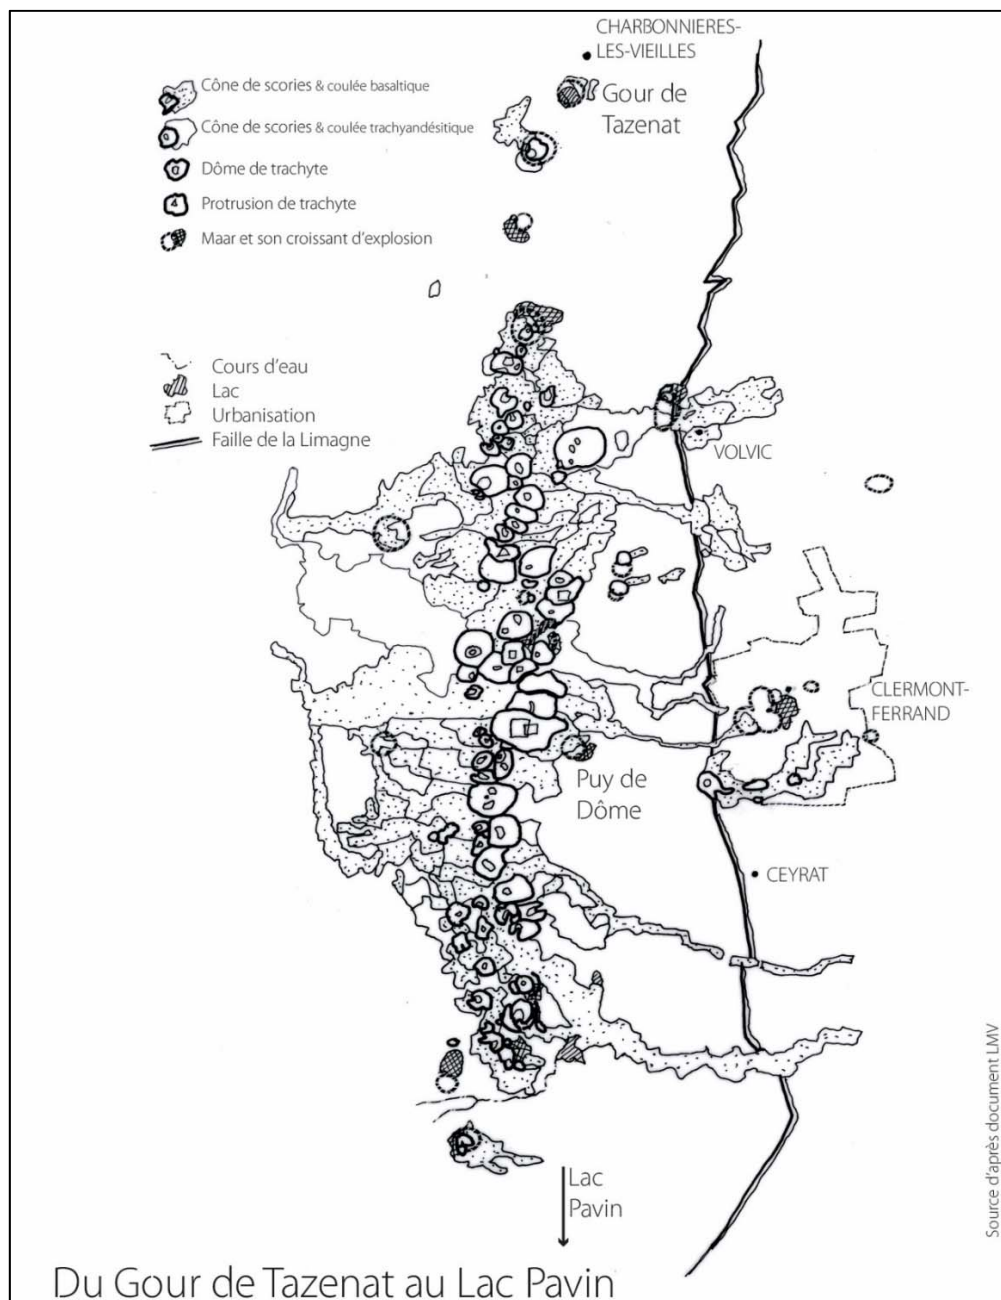 CHARBONNIERES-
LES-VIEILLES
Gour de
Tazenat
Cône de scories & coulée basaltique
Cône de scories & coulée trachyandésitique
Dôme de trachyte
Protrusion de trachyte
Maar et son croissant d'explosion
Cours d'eau
Lac
Urbanisation
Faille de la Limagne
VOLVIC
CLERMONT-
FERRAND
Puy de
Dôme
CEYRAT
Lac
Pavin
Source d'après document LMV
Du Gour de Tazenat au Lac Pavin